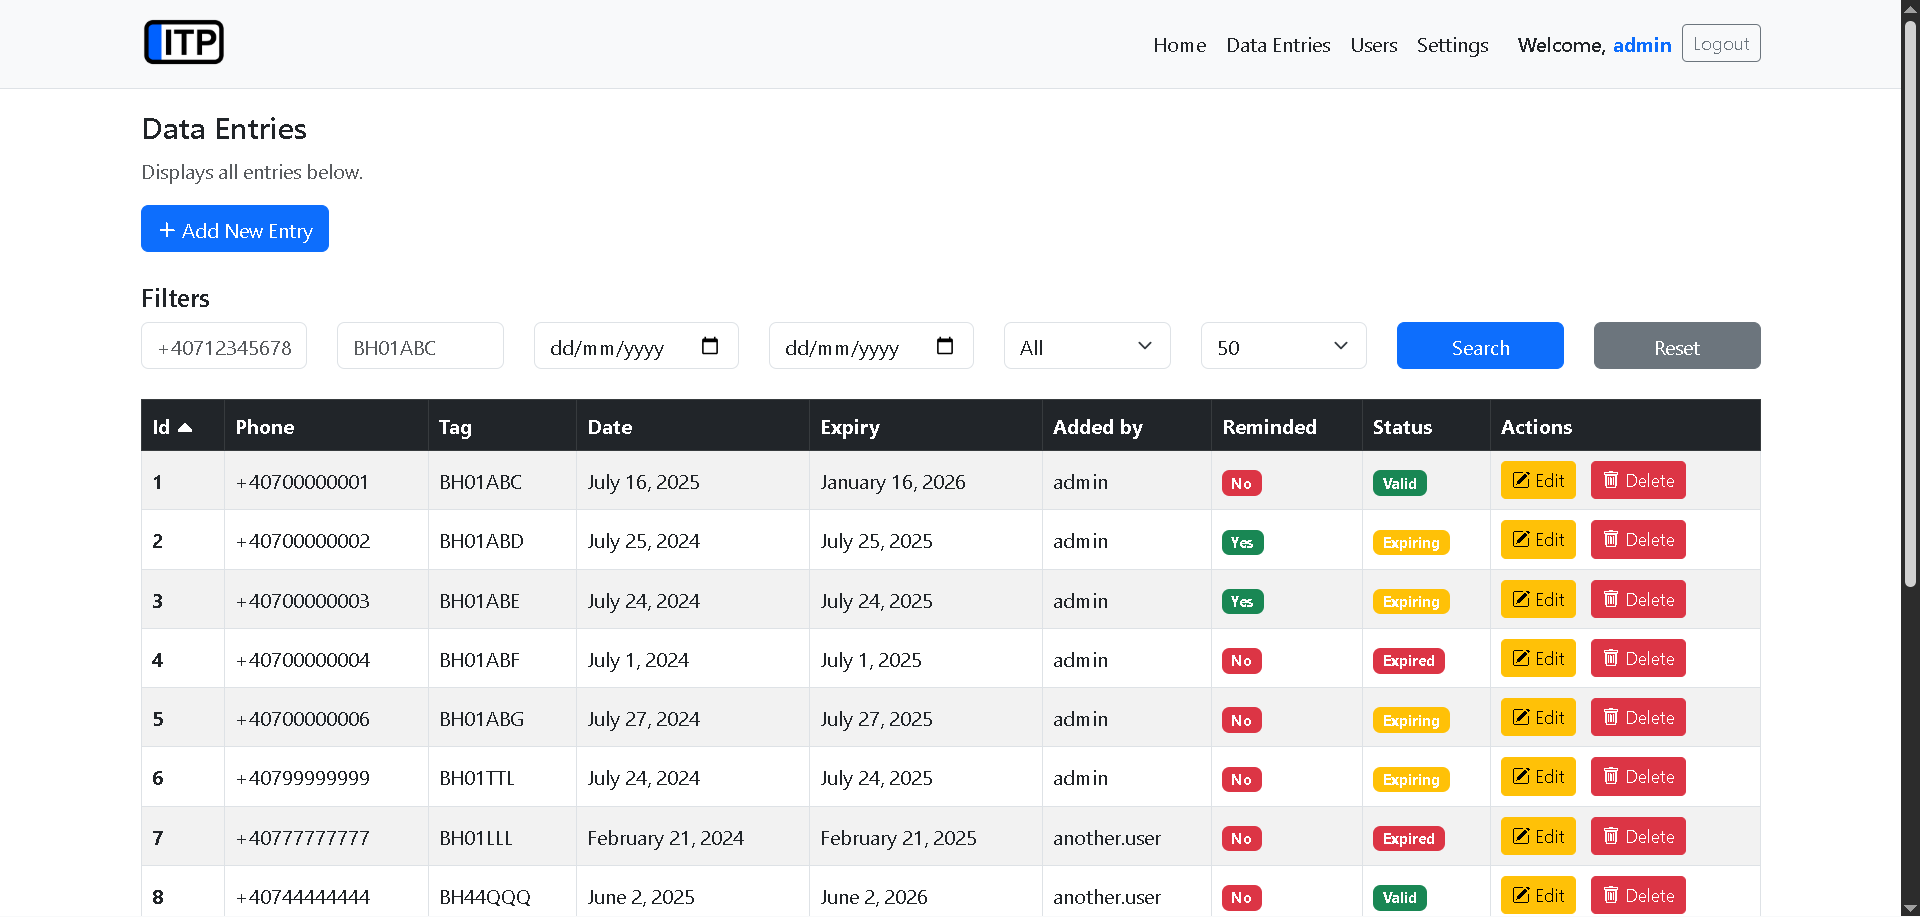 ITP
Home Data Entries Users Settings Welcome, admin Logout
Data Entries
Displays all entries below.
+ Add New Entry
Filters
+40712345678 BH01ABC dd/mm/yyyy dd/mm/yyyy All 50 Search Reset
Id Phone Tag Date Expiry Added by Reminded Status Actions
1 +40700000001 BH01ABC July 16, 2025 January 16, 2026 admin No Valid Edit Delete
2 +40700000002 BH01ABD July 25, 2024 July 25, 2025 admin Yes Expiring Edit Delete
3 +40700000003 BH01ABE July 24, 2024 July 24, 2025 admin Yes Expiring Edit Delete
4 +40700000004 BH01ABF July 1, 2024 July 1, 2025 admin No Expired Edit Delete
5 +40700000006 BH01ABG July 27, 2024 July 27, 2025 admin No Expiring Edit Delete
6 +40799999999 BH01TTL July 24, 2024 July 24, 2025 admin No Expiring Edit Delete
7 +40777777777 BH01LLL February 21, 2024 February 21, 2025 another.user No Expired Edit Delete
8 +40744444444 BH44QQQ June 2, 2025 June 2, 2026 another.user No Valid Edit Delete